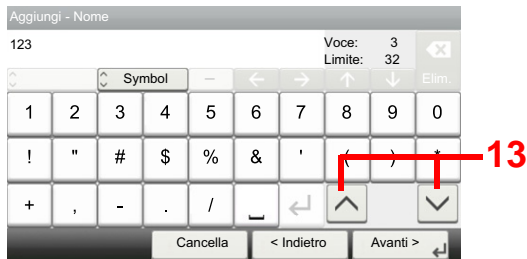 Aggiungi - Nome
123
Voce: 3
Limite: 32
Symbol
Elim.
1 2 3 4 5 6 7 8 9 0
! " # $ % & ' ( ) *
13
+ , - . /
Cancella < Indietro Avanti >